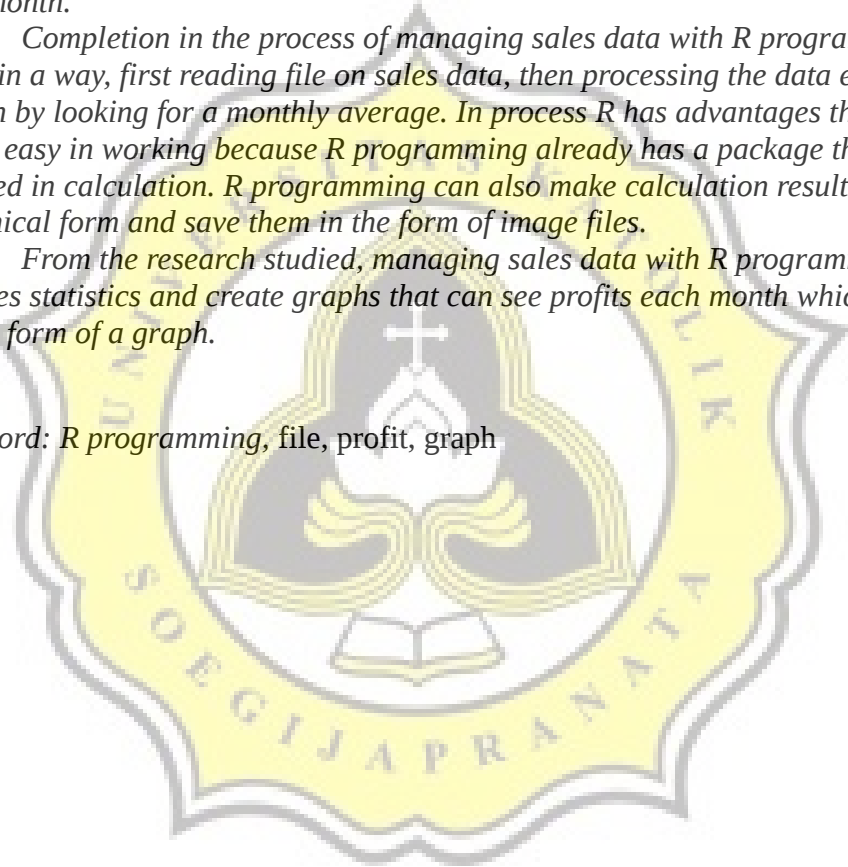 month.
Completion in the process of managing sales data with R progra
in a way, first reading file on sales data, then processing the data e
by looking for a monthly average. In process R has advantages th
easy in working because R programming already has a package th
ed in calculation. R programming can also make calculation result
hical form and save them in the form of image files.
From the research studied, managing sales data with R program
es statistics and create graphs that can see profits each month whic
form of a graph.
ord: R programming, file, profit, graph
UNIVERSITAS KATOLIK
SOEGIJAPRANATA